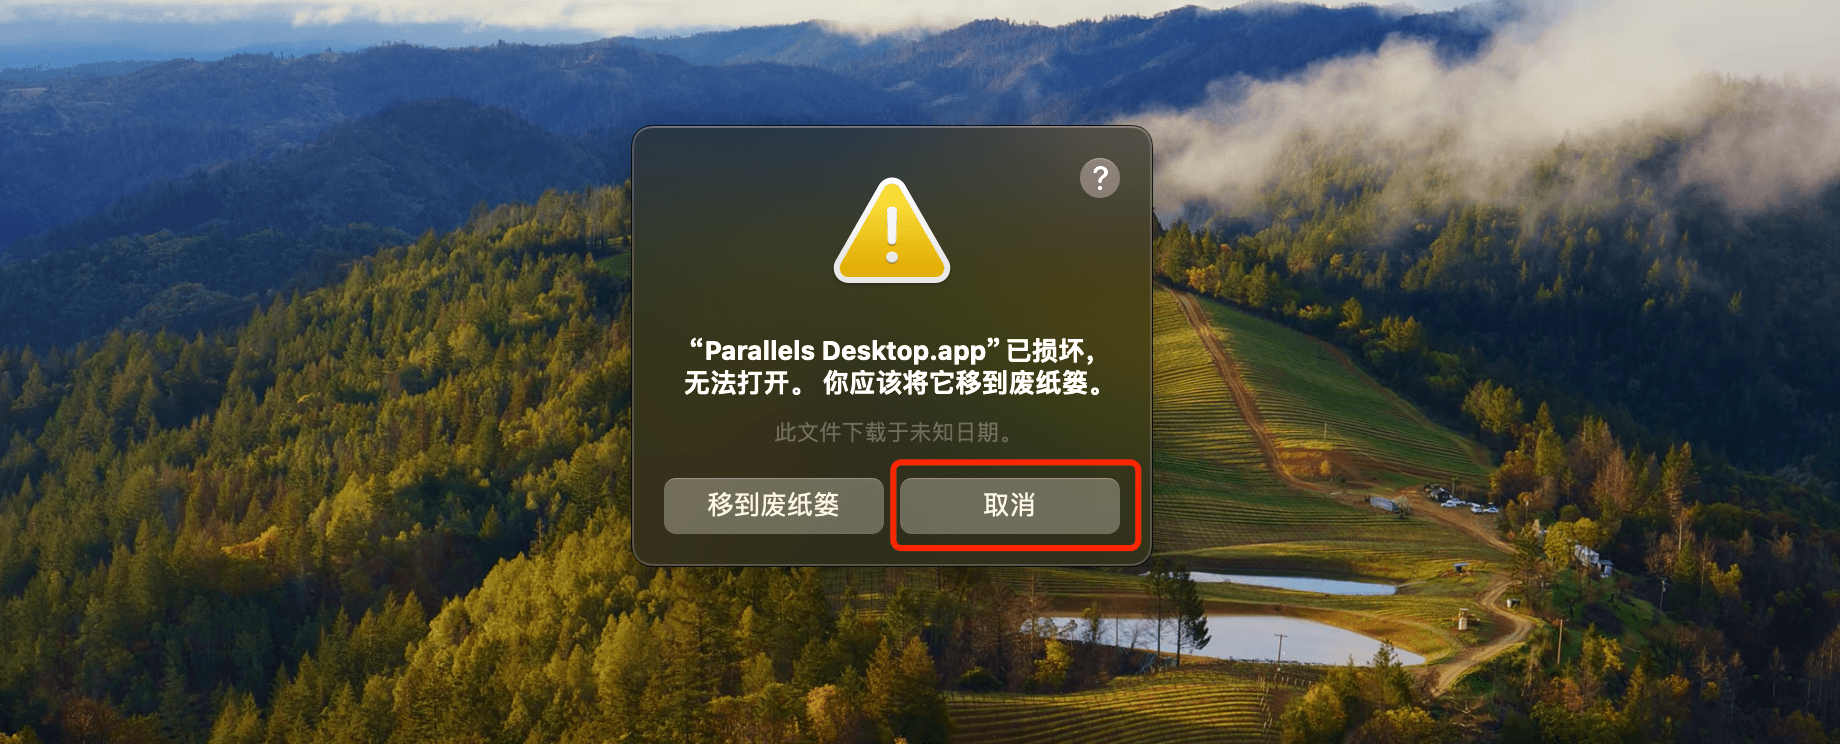 ?
“Parallels Desktop.app”已损坏，
无法打开。 你应该将它移到废纸篓。
此文件下载于未知日期。
移到废纸篓
取消